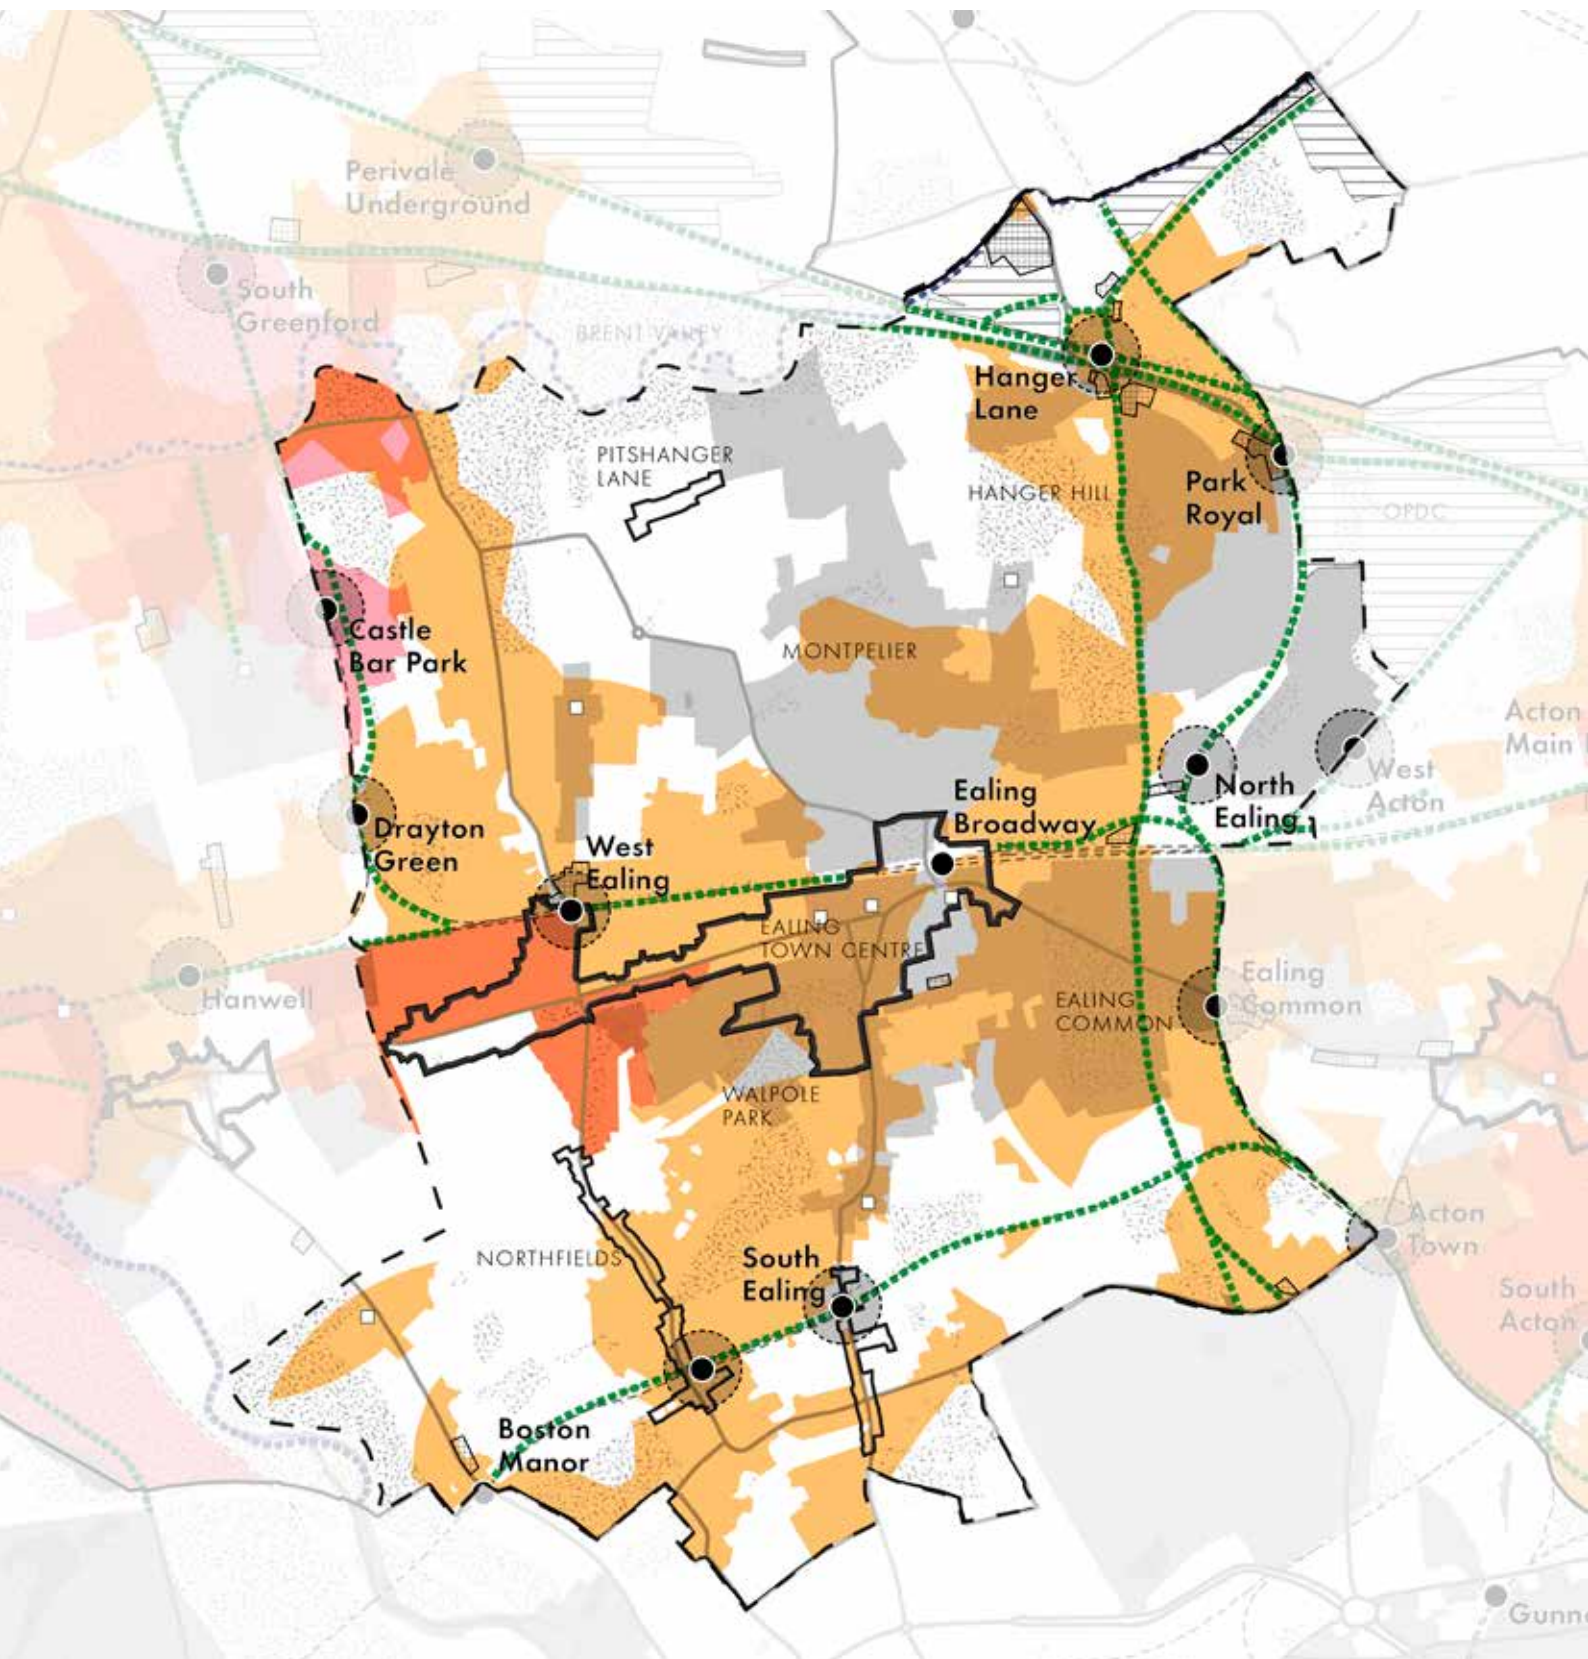 Perivale
Underground
South
Greenford
BRENT VALLEY
Hanger
Lane
PITSHANGER
LANE
HANGER HILL
Park
Royal
OPDC
Castle
Bar Park
MONTPELIER
Acton
Main
West
Acton
North
Ealing
Ealing
Broadway
Drayton
Green
West
Ealing
EALING
TOWN CENTRE
Hanwell
Ealing
Common
EALING
COMMON
WALPOLE
PARK
Acton
Town
NORTHFIELDS
South
Ealing
South
Acton
Boston
Manor